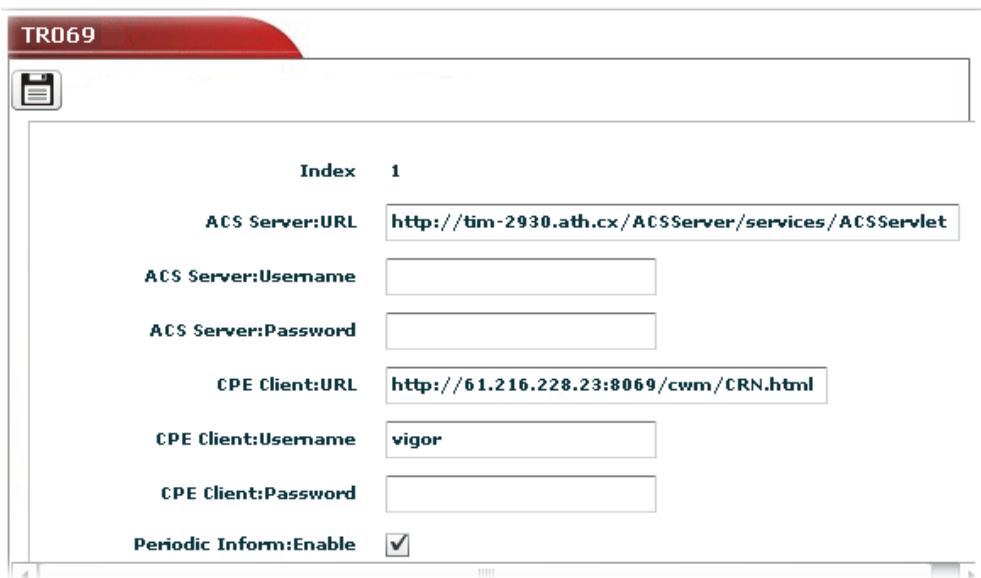 TR069
Index 1
ACS Server:URL http://tim-2930.ath.cx/ACSServer/services/ACSServlet
ACS Server:Username
ACS Server:Password
CPE Client:URL http://61.216.228.23:8069/cwm/CRN.html
CPE Client:Username vigor
CPE Client:Password
Periodic Inform:Enable